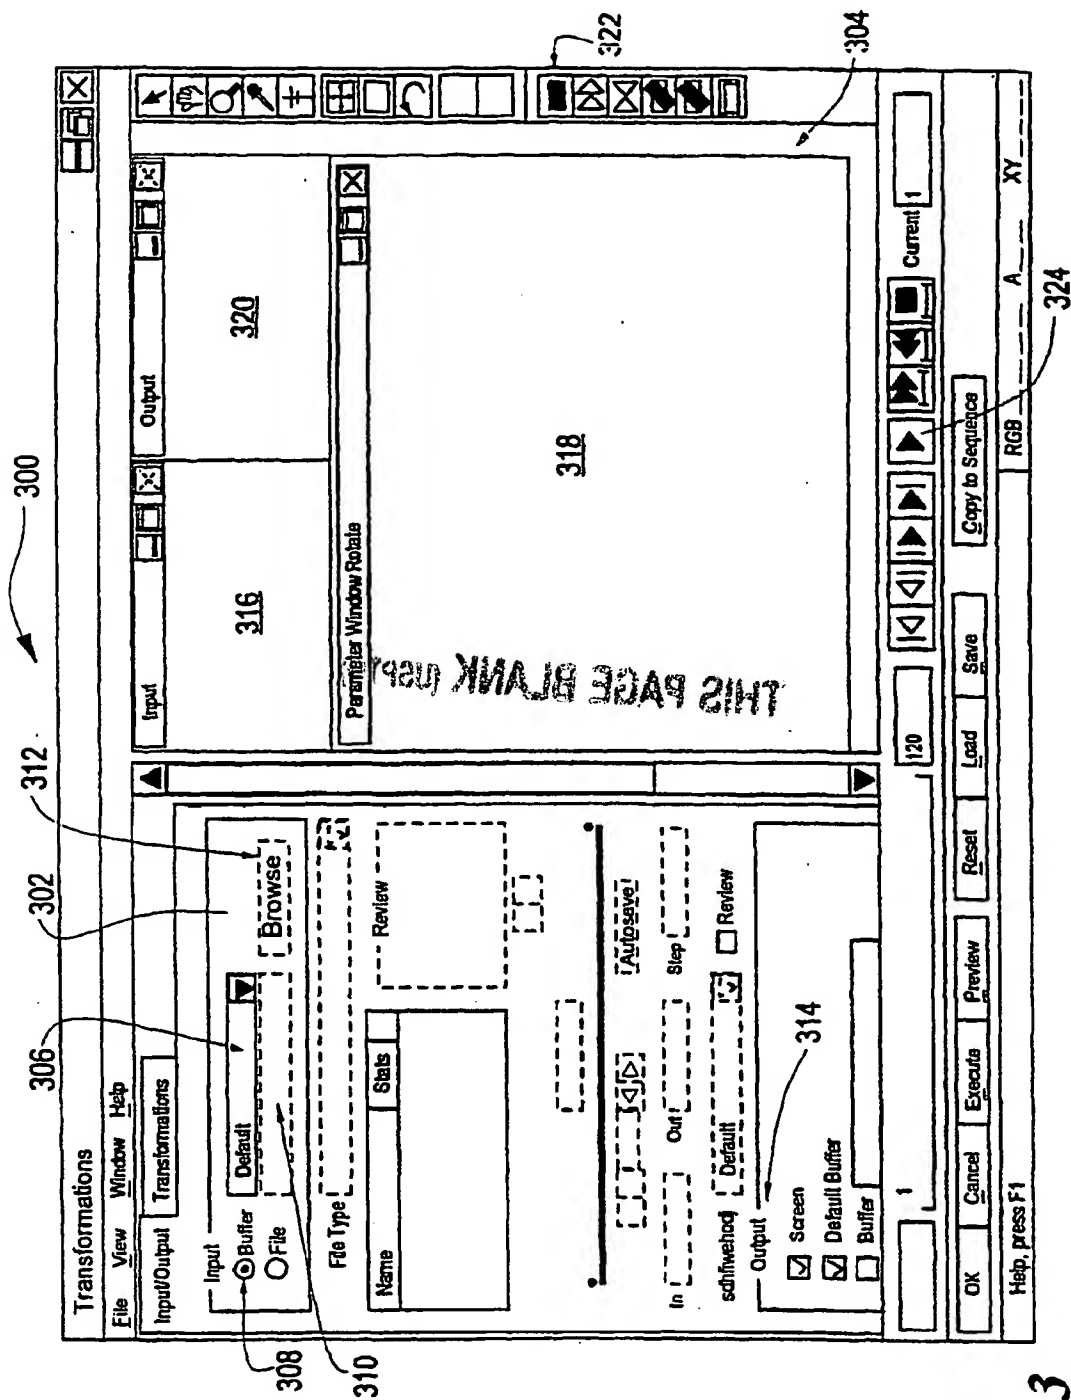 300
Transformations
File View Window Help
Input/Output Transformations
306
302
312
Input
Buffer Default
File Browse
308
310
File Type
Name Stats
Review
Autosave
In Out Step
Default Review
Output
314
Screen
Default Buffer
Buffer
Input
316
Output
320
Parameter Window Rotate
318
THIS PAGE BLANK
322
304
1
120
Current 1
324
OK Cancel Execute Preview Reset Load Save Copy to Sequence
Help, press F1
RGB A XY
3